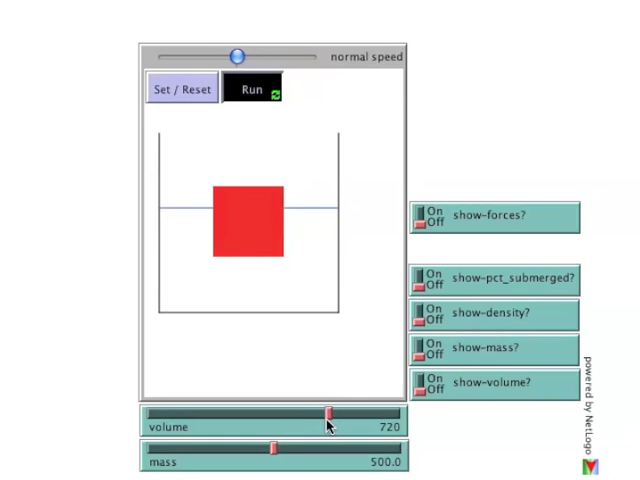 normal speed
Set / Reset
Run
On
Off
show-forces?
On
Off
show-pct_submerged?
On
Off
show-density?
On
Off
show-mass?
On
Off
show-volume?
volume
720
mass
500.0
powered by NetLogo